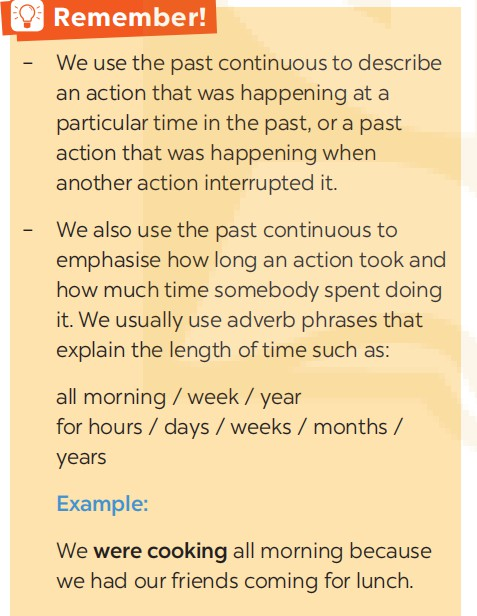 Remember!
– We use the past continuous to describe
an action that was happening at a
particular time in the past, or a past
action that was happening when
another action interrupted it.
– We also use the past continuous to
emphasise how long an action took and
how much time somebody spent doing
it. We usually use adverb phrases that
explain the length of time such as:
all morning / week / year
for hours / days / weeks / months /
years
Example:
We were cooking all morning because
we had our friends coming for lunch.